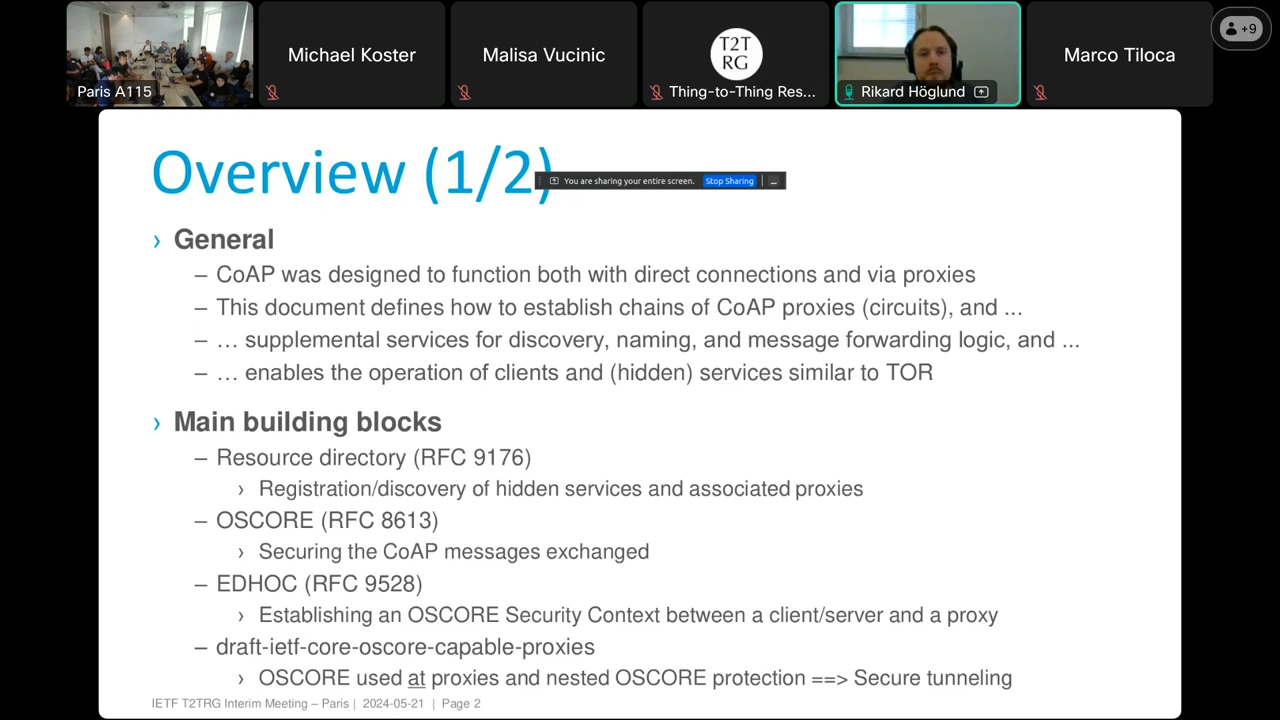 Paris A115
Michael Koster
Malisa Vucinic
T2T
RG
Thing-to-Thing Res...
Rikard Höglund
Marco Tiloca
+9
Overview (1/2)
You are sharing your entire screen. Stop Sharing
› General
– CoAP was designed to function both with direct connections and via proxies
– This document defines how to establish chains of CoAP proxies (circuits), and ...
– … supplemental services for discovery, naming, and message forwarding logic, and ...
– … enables the operation of clients and (hidden) services similar to TOR
› Main building blocks
– Resource directory (RFC 9176)
› Registration/discovery of hidden services and associated proxies
– OSCORE (RFC 8613)
› Securing the CoAP messages exchanged
– EDHOC (RFC 9528)
› Establishing an OSCORE Security Context between a client/server and a proxy
– draft-ietf-core-oscore-capable-proxies
› OSCORE used at proxies and nested OSCORE protection ==> Secure tunneling
IETF T2TRG Interim Meeting – Paris | 2024-05-21 | Page 2